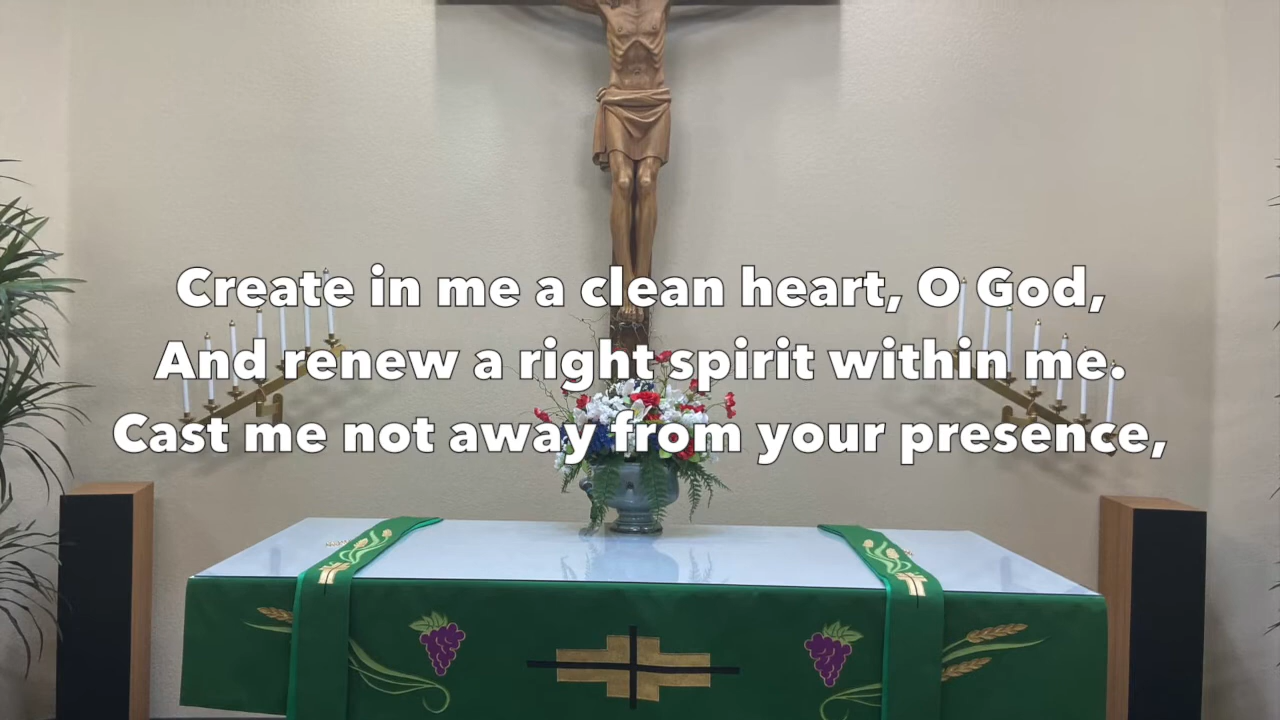 Create in me a clean heart, O God,
And renew a right spirit within me.
Cast me not away from your presence,